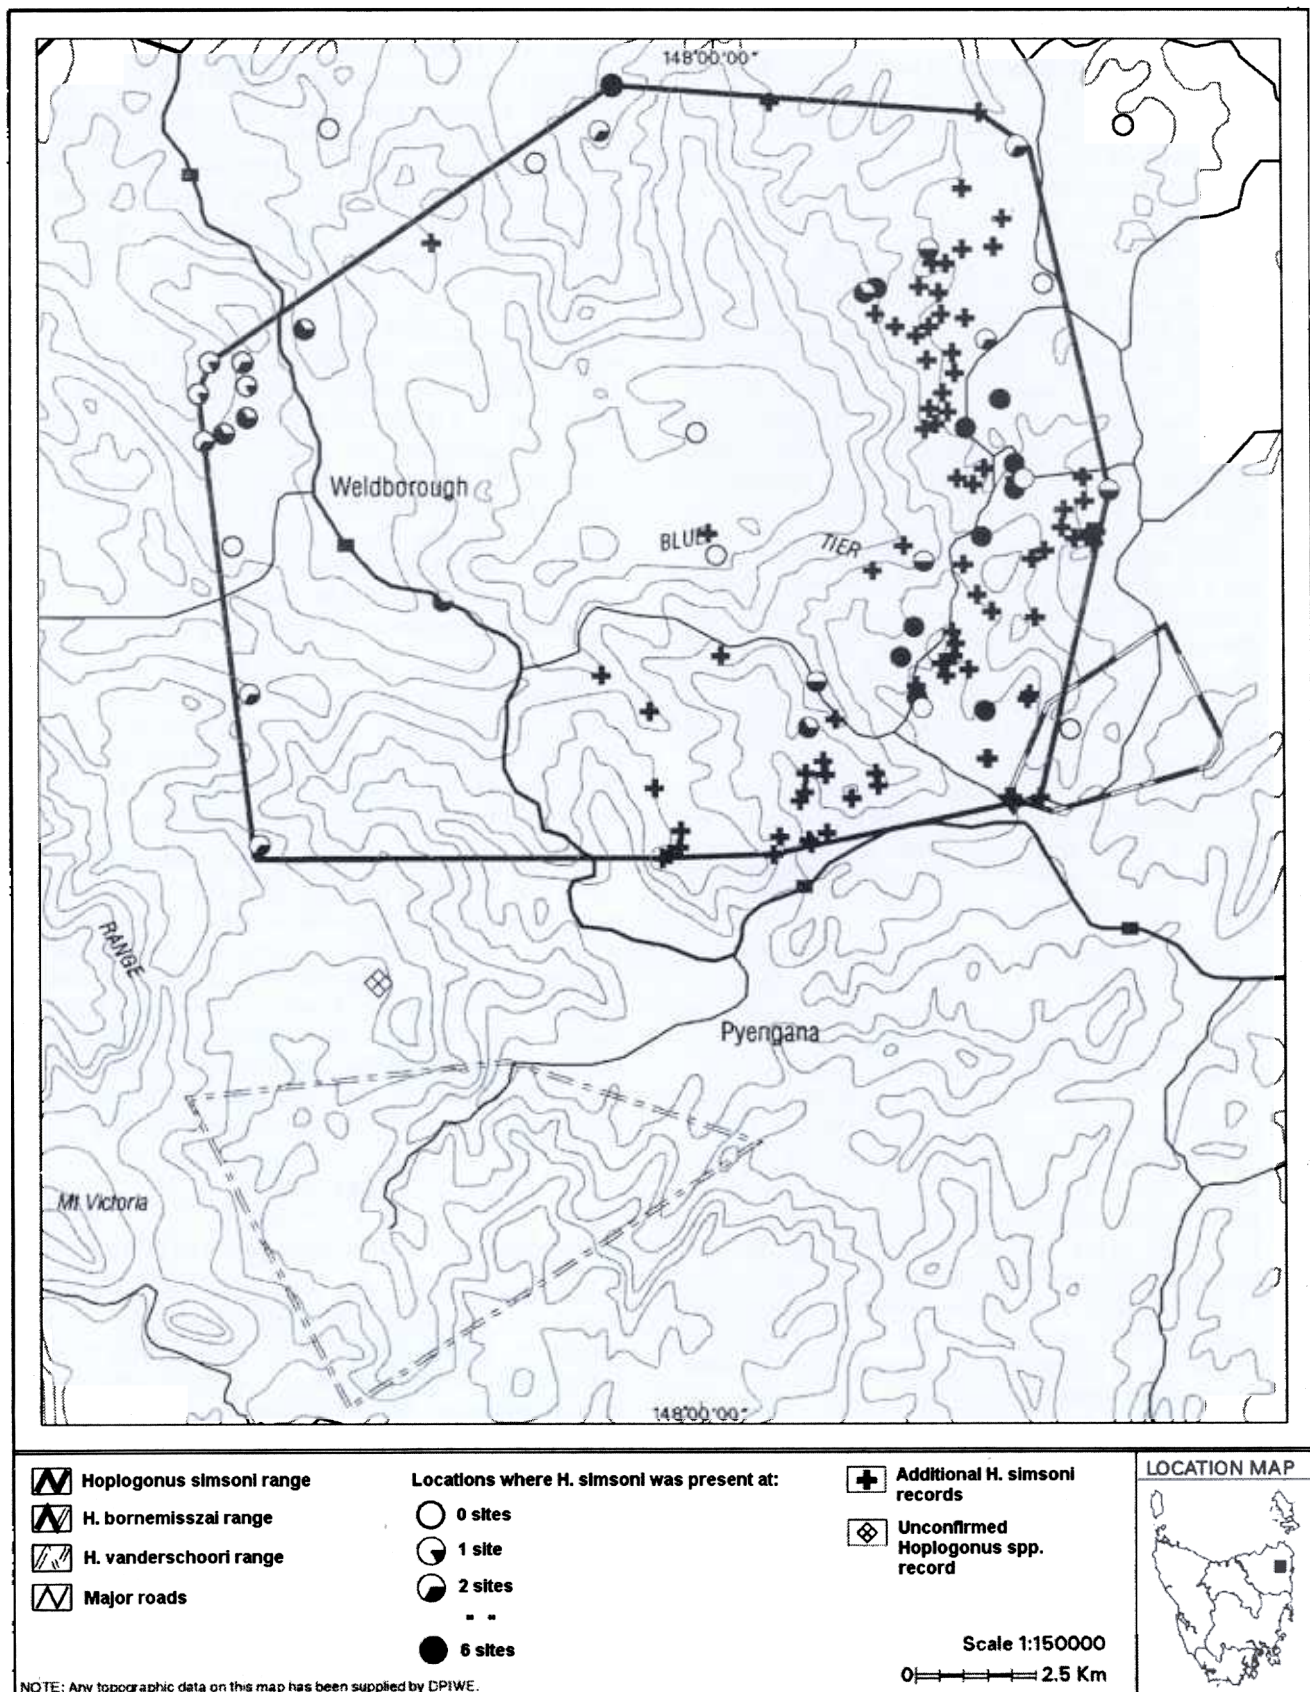 148°00'00"
Weldborough
BLUE
TIER
RANGE
Pyengana
Mt Victoria
148°00'00"
Hoplogonus simsoni range
H. bornemisszai range
H. vanderschoori range
Major roads
Locations where H. simsoni was present at:
0 sites
1 site
2 sites
6 sites
Additional H. simsoni
records
Unconfirmed
Hoplogonus spp.
record
Scale 1:150000
0 2.5 Km
LOCATION MAP
NOTE: Any topographic data on this map has been supplied by DPIWE.